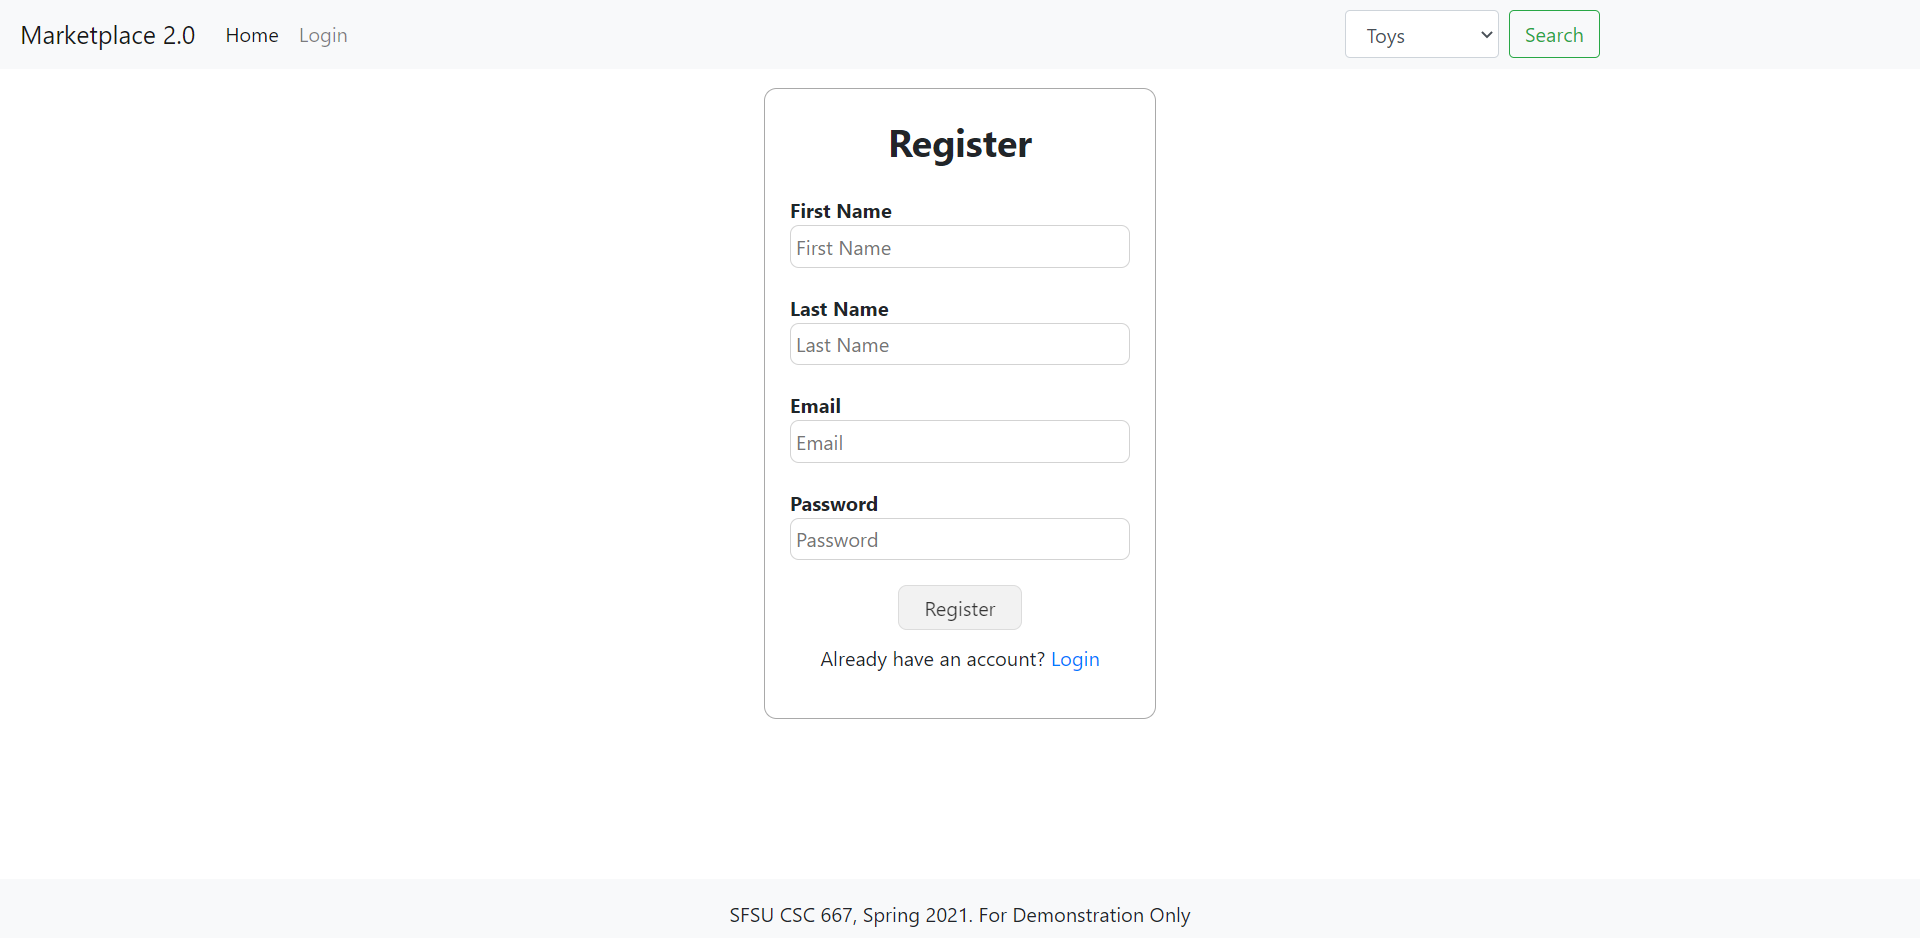 Marketplace 2.0 Home Login Toys Search
Register
First Name
First Name
Last Name
Last Name
Email
Email
Password
Password
Register
Already have an account? Login
SFSU CSC 667, Spring 2021. For Demonstration Only